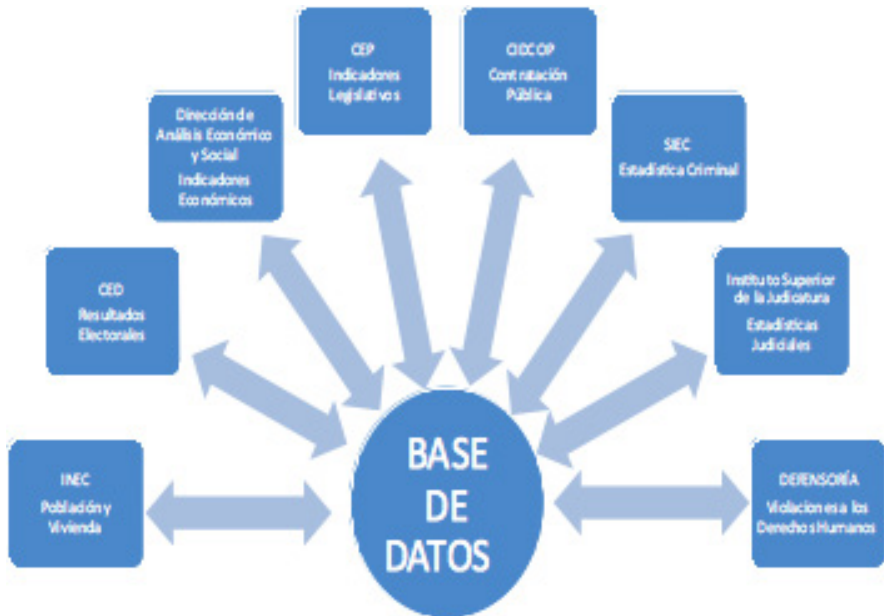 CEP
Indicadores
Legislativos
CIDCOP
Contratación
Pública
Dirección de
Análisis Económico
y Social
Indicadores
Económicos
SIEC
Estadística Criminal
CED
Resultados
Electorales
Instituto Superior
de la Judicatura
Estadísticas
Judiciales
INEC
Población y
Vivienda
BASE
DE
DATOS
DEFENSORÍA
Violaciones a los
Derechos Humanos